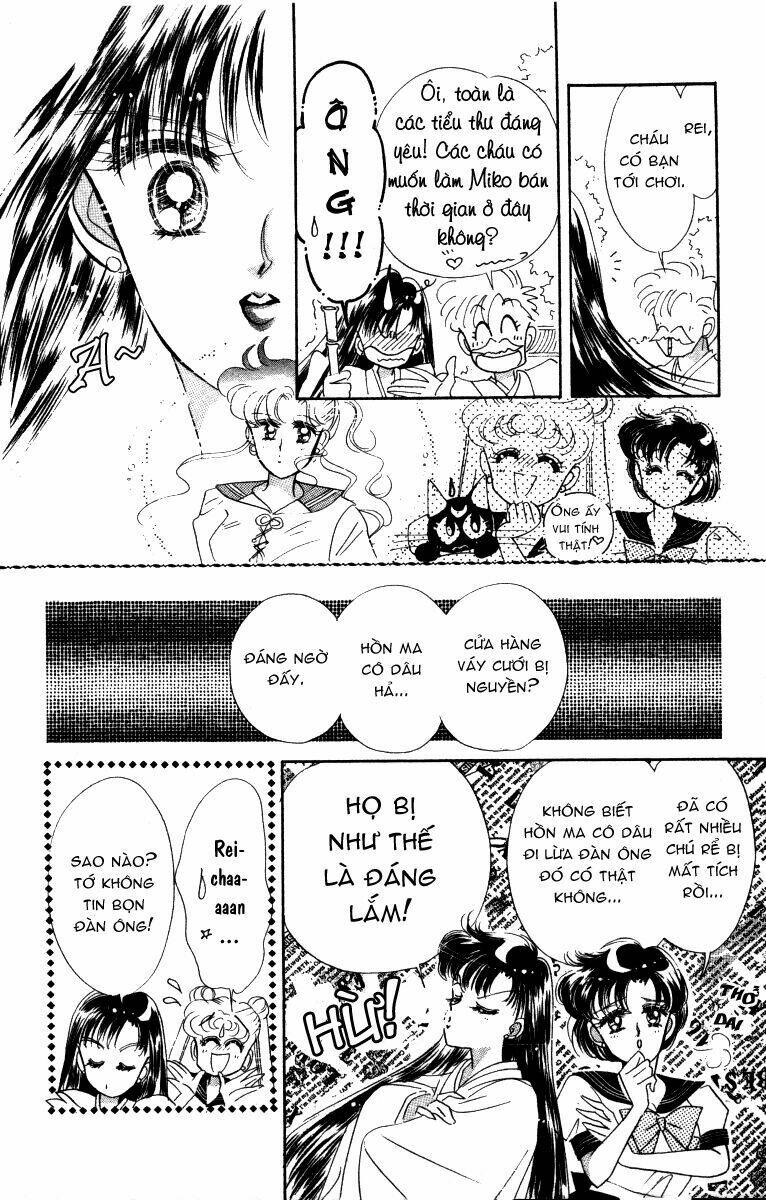 REI,
CHÁU
CÓ BẠN
TỚI CHƠI.
Ôi, toàn là
các tiểu thư đáng
yêu! Các cháu có
muốn làm Miko bán
thời gian ở đây
không?
ÔNG!!!
A~
ÔNG ẤY
VUI TÍNH
THẬT!
CỬA HÀNG
VÁY CƯỚI BỊ
NGUYỀN?
HỒN MA
CÔ DÂU
HẢ...
ĐÁNG NGỜ
ĐẤY.
ĐÃ CÓ
RẤT NHIỀU
CHÚ RỂ BỊ
MẤT TÍCH
RỒI...
KHÔNG BIẾT
HỒN MA CÔ DÂU
ĐI LỪA ĐÀN ÔNG
ĐÓ CÓ THẬT
KHÔNG...
THỞ
DÀI
HỌ BỊ
NHƯ THẾ
LÀ ĐÁNG
LẮM!
HỪ!
Rei-
chaa-
aaan
...
SAO NÀO?
TỚ KHÔNG
TIN BỌN
ĐÀN ÔNG!